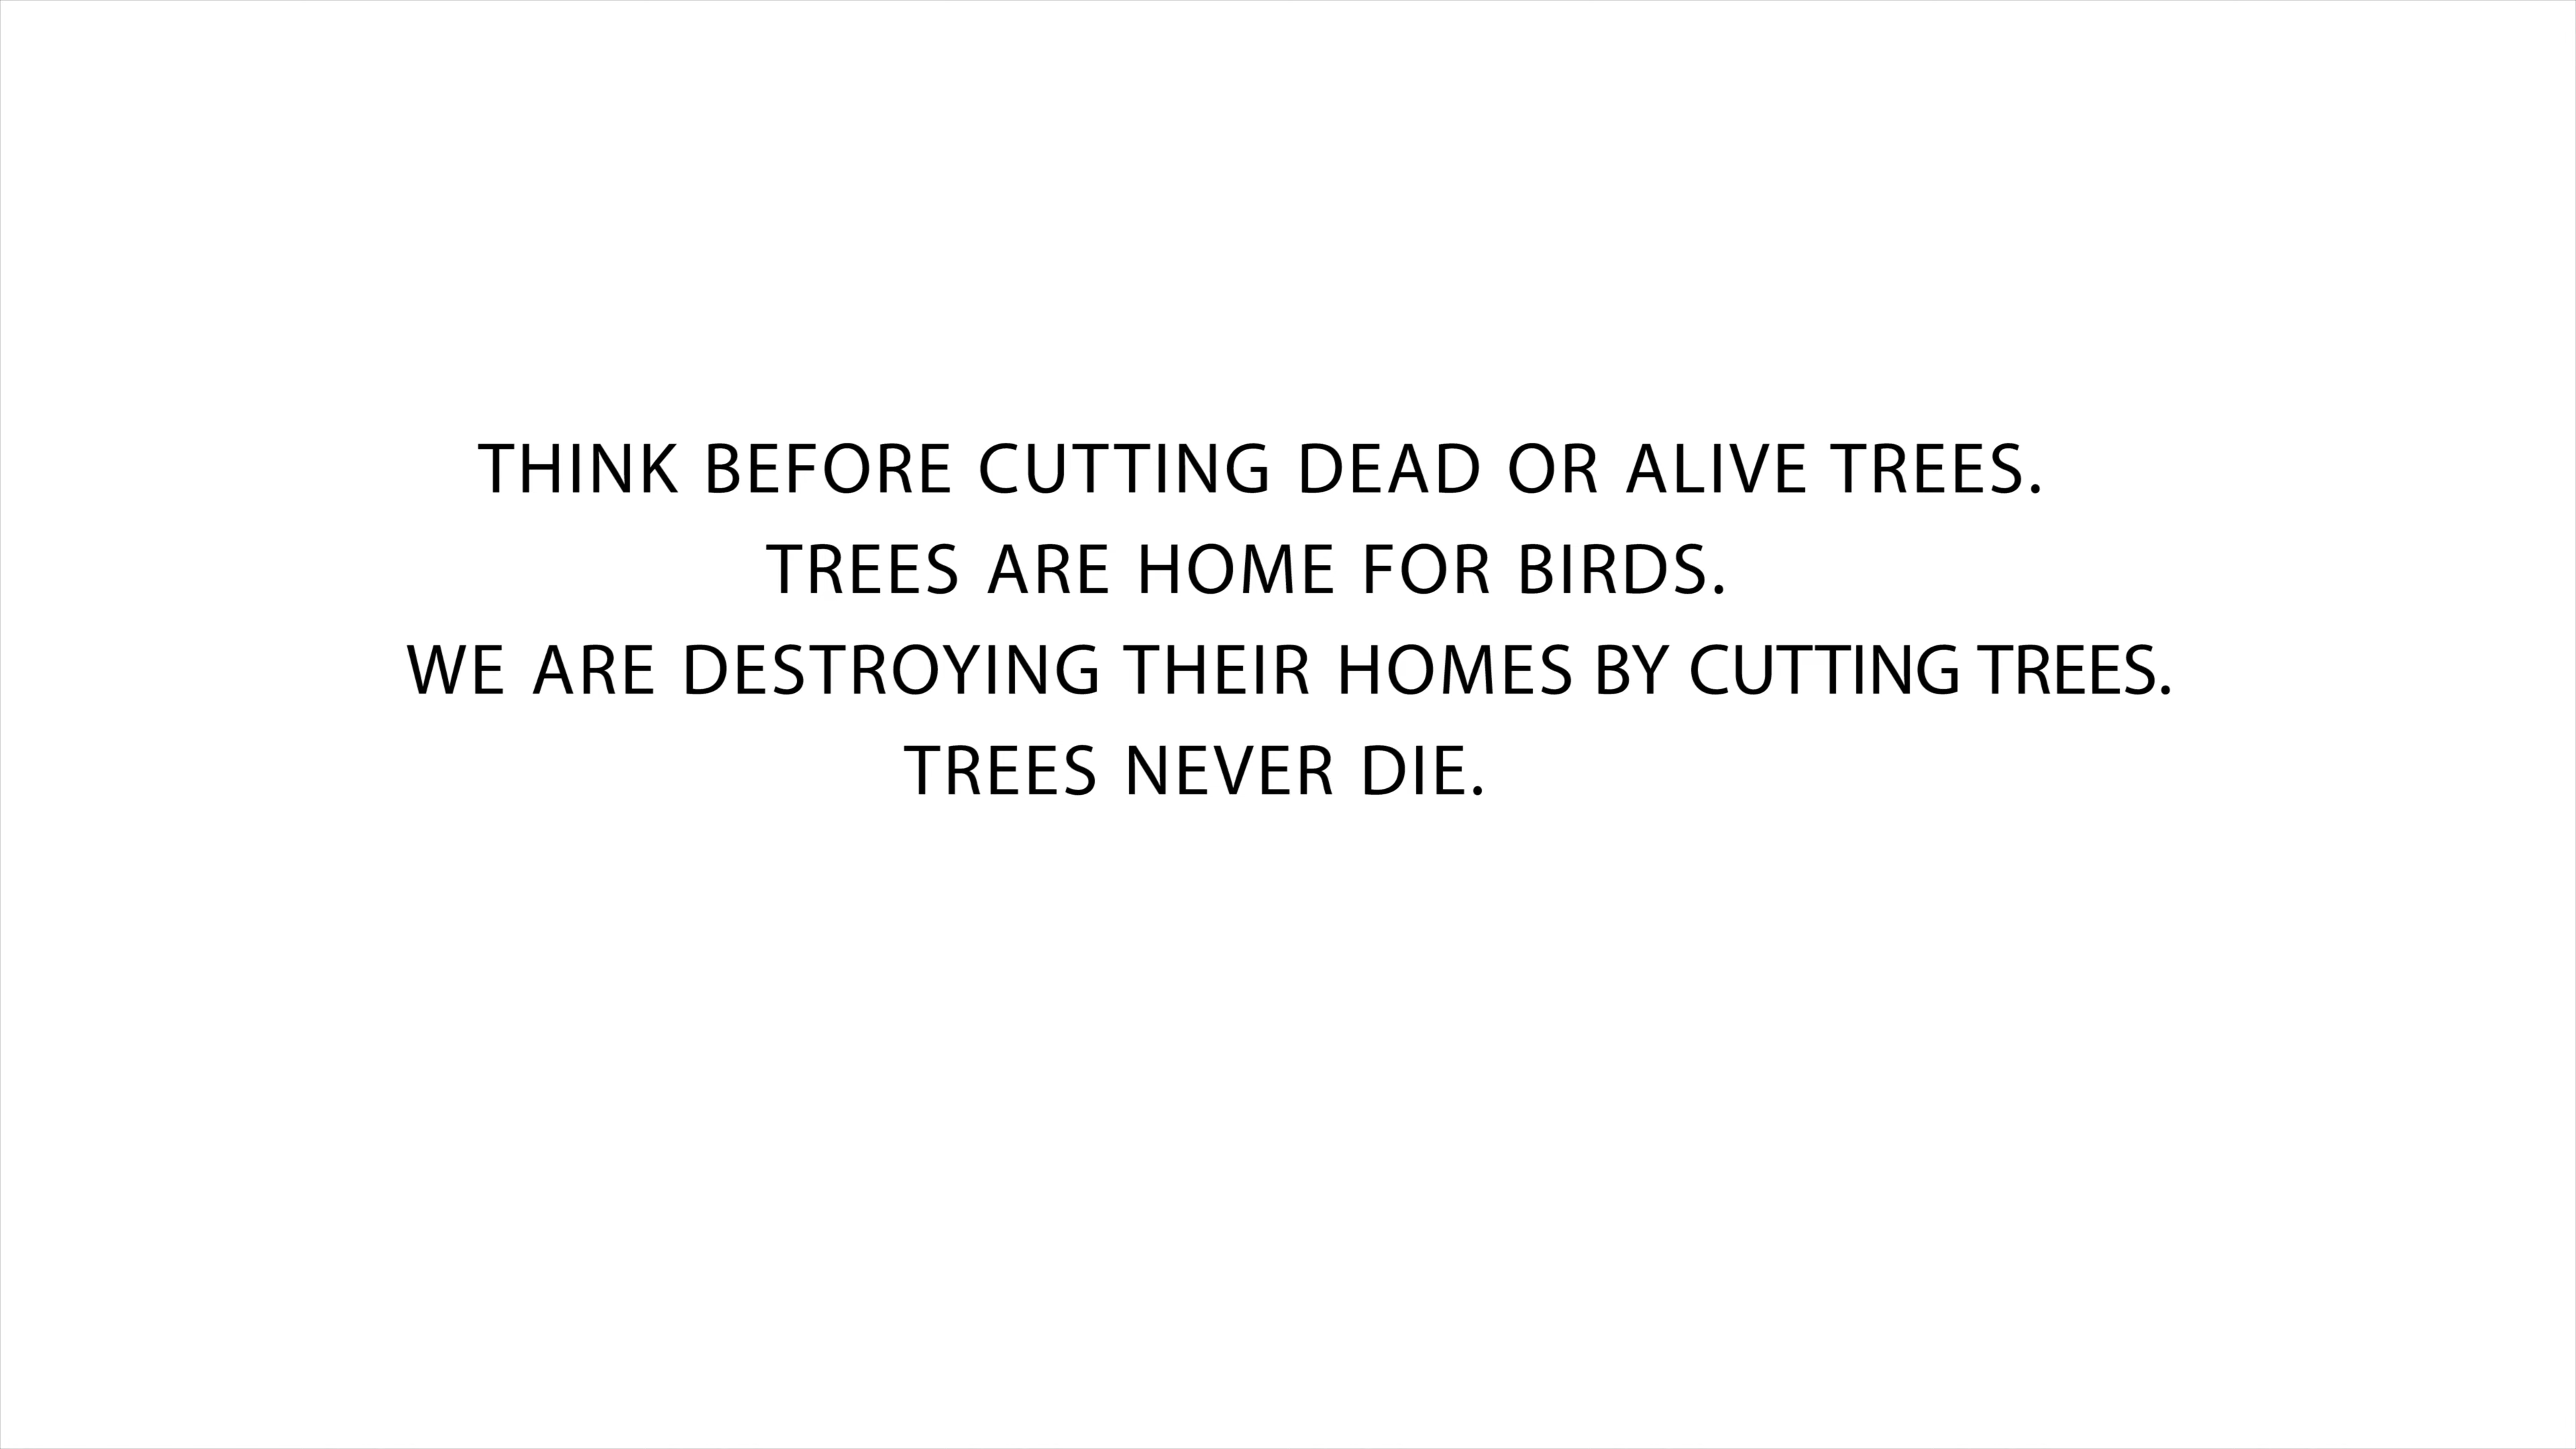 THINK BEFORE CUTTING DEAD OR ALIVE TREES.
TREES ARE HOME FOR BIRDS.
WE ARE DESTROYING THEIR HOMES BY CUTTING TREES.
TREES NEVER DIE.